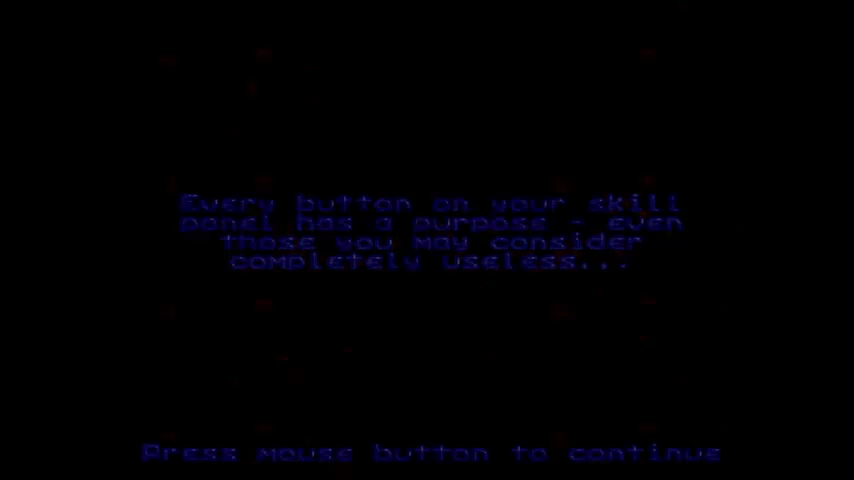 Every button on your skill
panel has a purpose - even
those you may consider
completely useless...
Press mouse button to continue